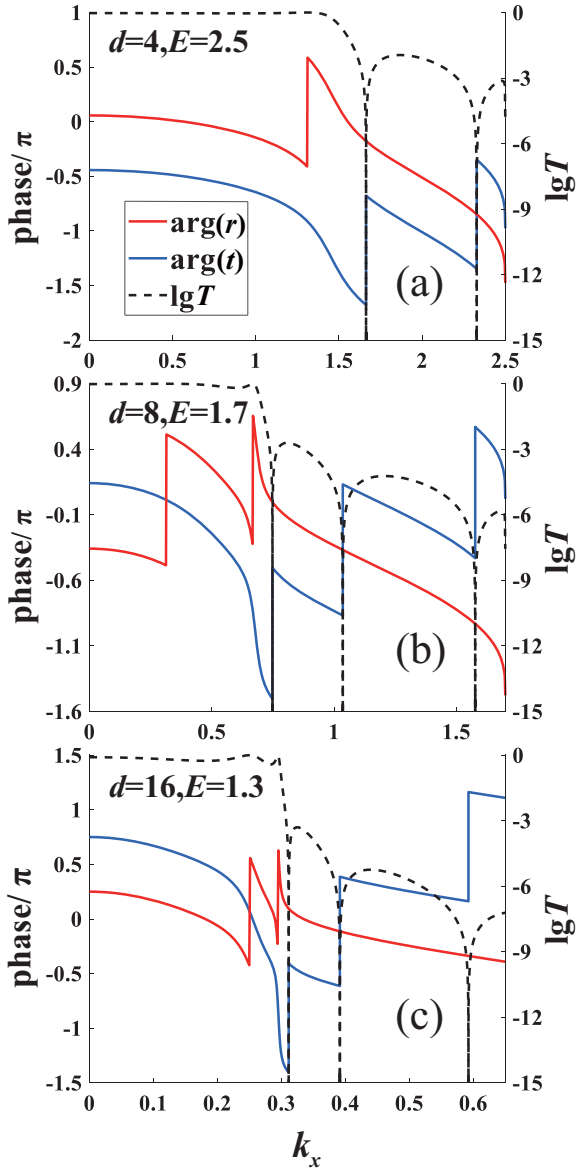 d=4,E=2.5
phase/ π
lgT
1
0.5
0
-0.5
-1
-1.5
-2
0
-3
-6
-9
-12
-15
arg(r)
arg(t)
lgT
(a)
0 0.5 1 1.5 2 2.5
d=8,E=1.7
phase/ π
lgT
0.9
0.4
-0.1
-0.6
-1.1
-1.6
0
-3
-6
-9
-12
-15
(b)
0 0.5 1 1.5
d=16,E=1.3
phase/ π
lgT
1.5
1
0.5
0
-0.5
-1
-1.5
0
-3
-6
-9
-12
-15
(c)
0 0.1 0.2 0.3 0.4 0.5 0.6
kx